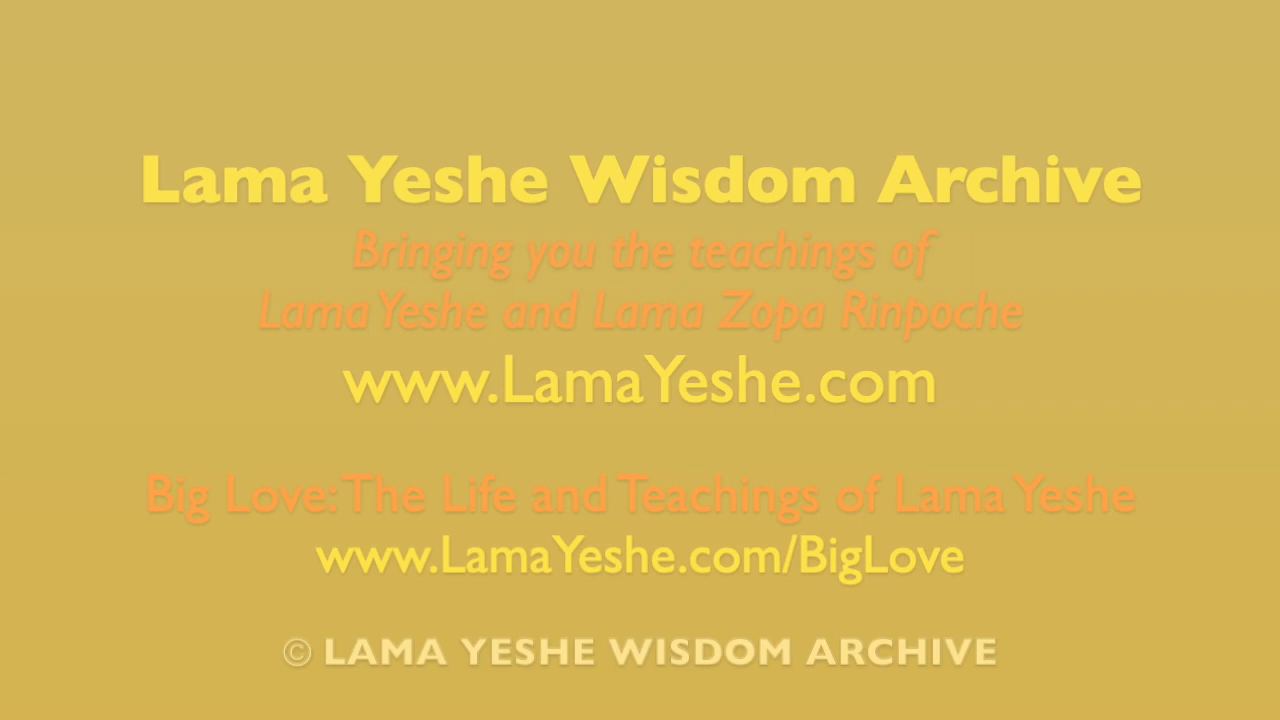 Lama Yeshe Wisdom Archive
Bringing you the teachings of
Lama Yeshe and Lama Zopa Rinpoche
www.LamaYeshe.com
Big Love: The Life and Teachings of Lama Yeshe
www.LamaYeshe.com/BigLove
© LAMA YESHE WISDOM ARCHIVE